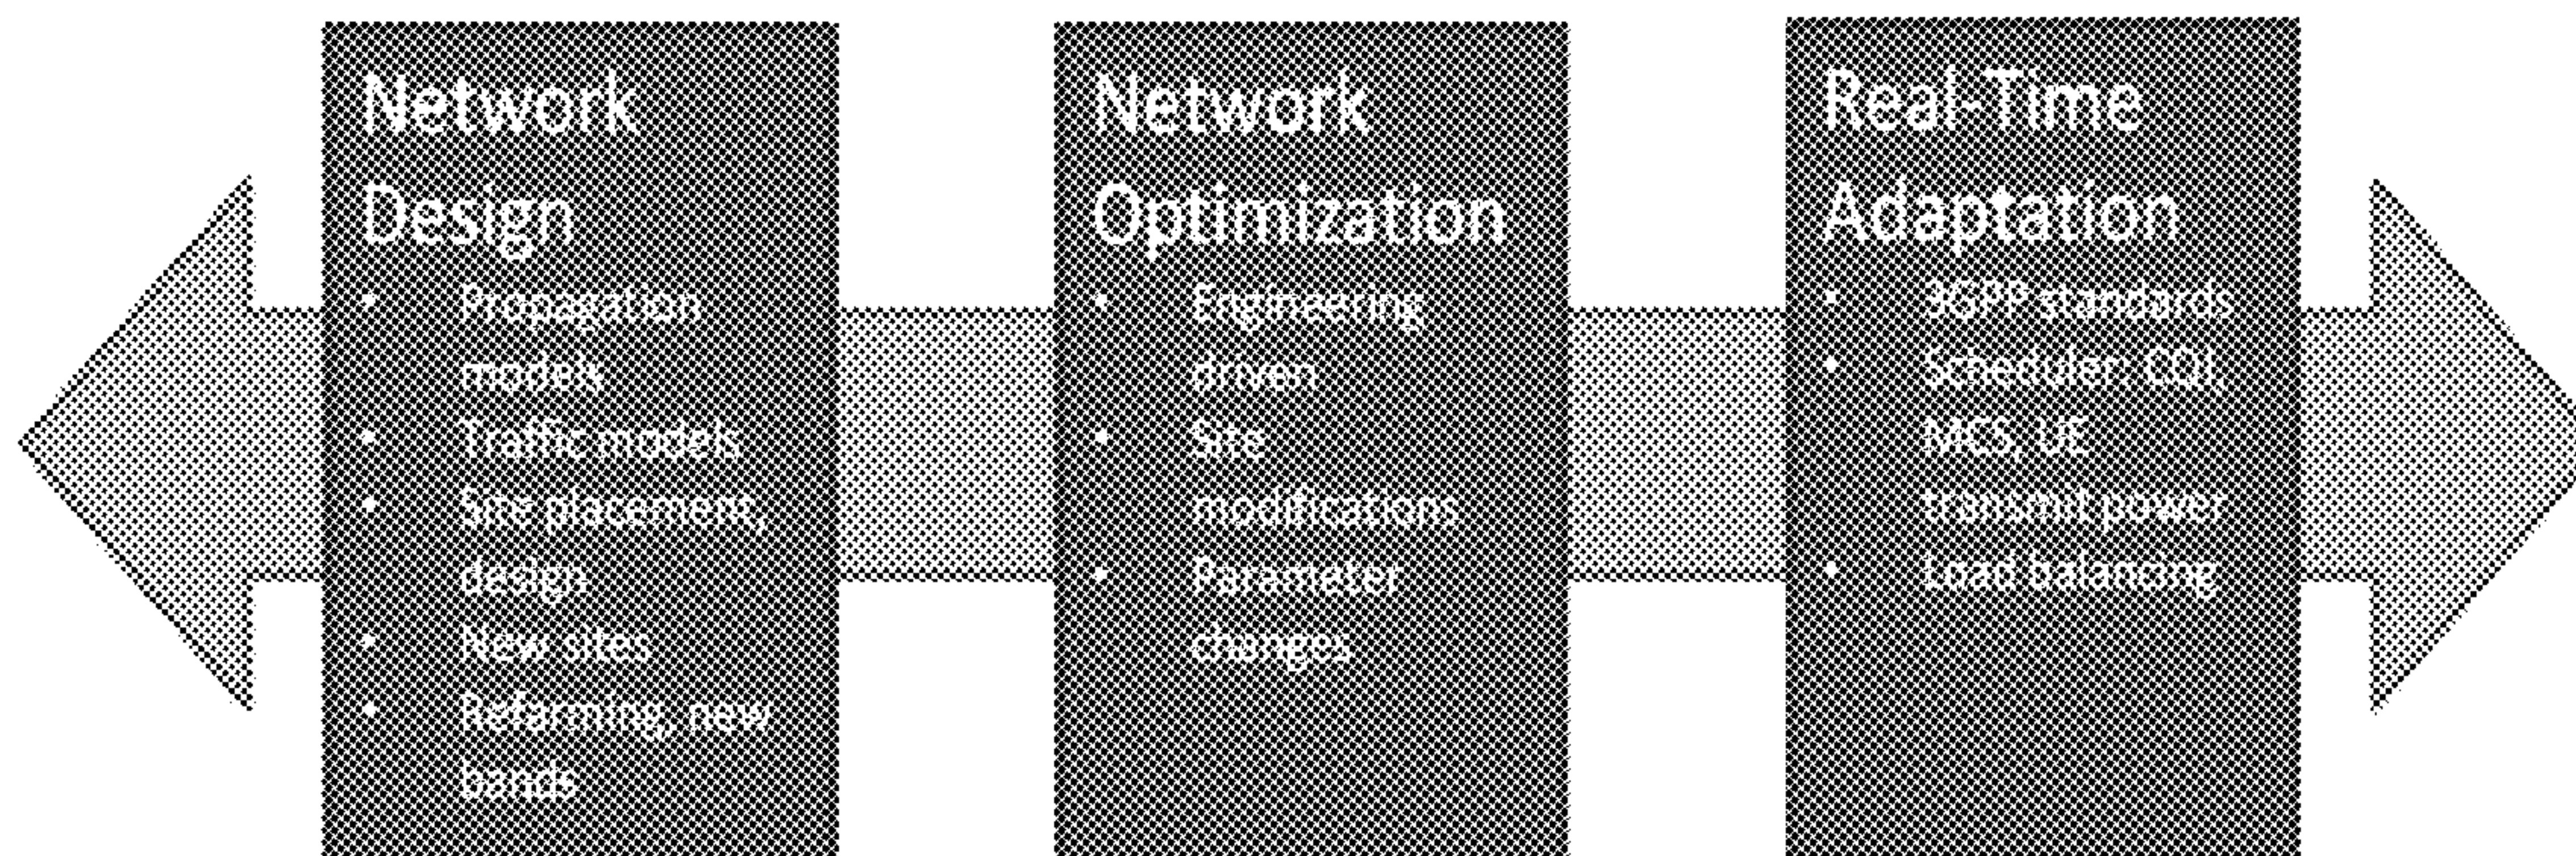 Network
Design
• Propagation
models
• Traffic models
• Site placement,
design
• New sites
• Refarming, new
bands
Network
Optimization
• Engineering
driven
• Site
modifications
• Parameter
changes
Real-Time
Adaptation
• 3GPP standards
• Scheduler: CQI,
MCS, UE
transmit power
• Load balancing